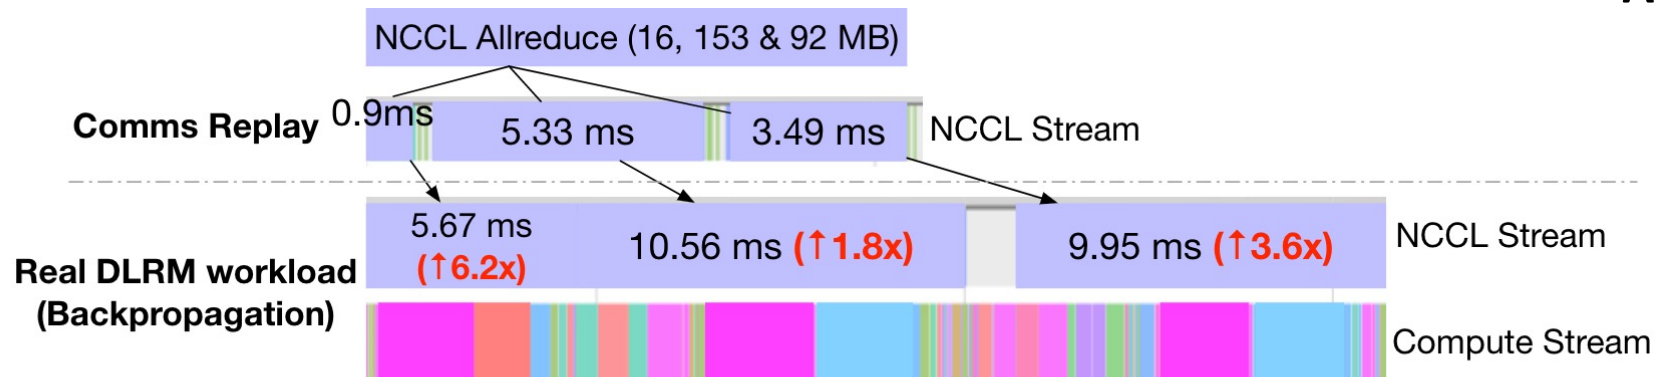 NCCL Allreduce (16, 153 & 92 MB)
Comms Replay
0.9ms
5.33 ms
3.49 ms
NCCL Stream
Real DLRM workload
(Backpropagation)
5.67 ms
(↑6.2x)
10.56 ms (↑1.8x)
9.95 ms (↑3.6x)
NCCL Stream
Compute Stream